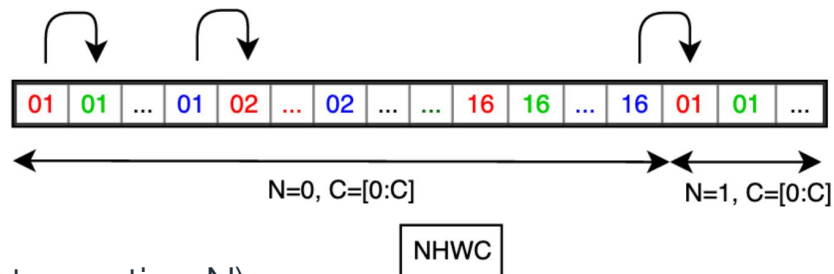 01 01 ... 01 02 ... 02 ... ... 16 16 ... 16 01 01 ...
N=0, C=[0:C]
N=1, C=[0:C]
NHWC